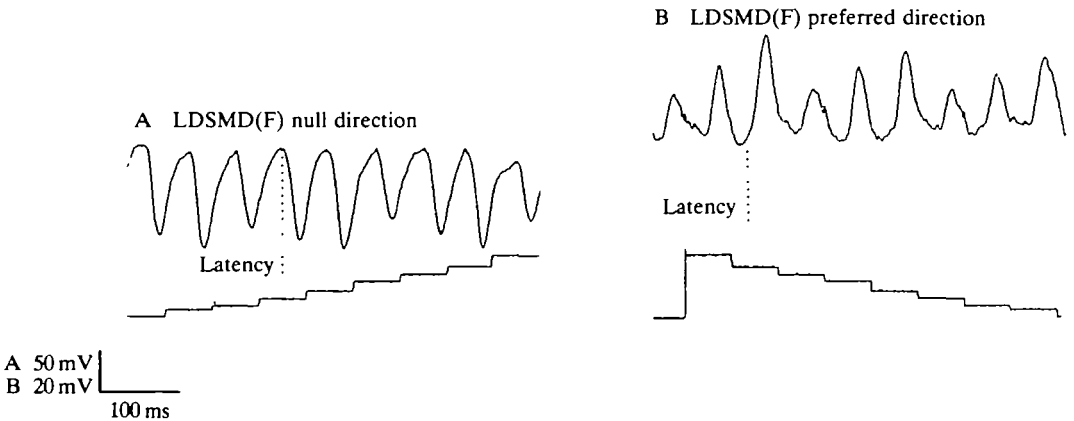 A LDSMD(F) null direction
Latency
B LDSMD(F) preferred direction
Latency
A 50 mV
B 20 mV
100 ms